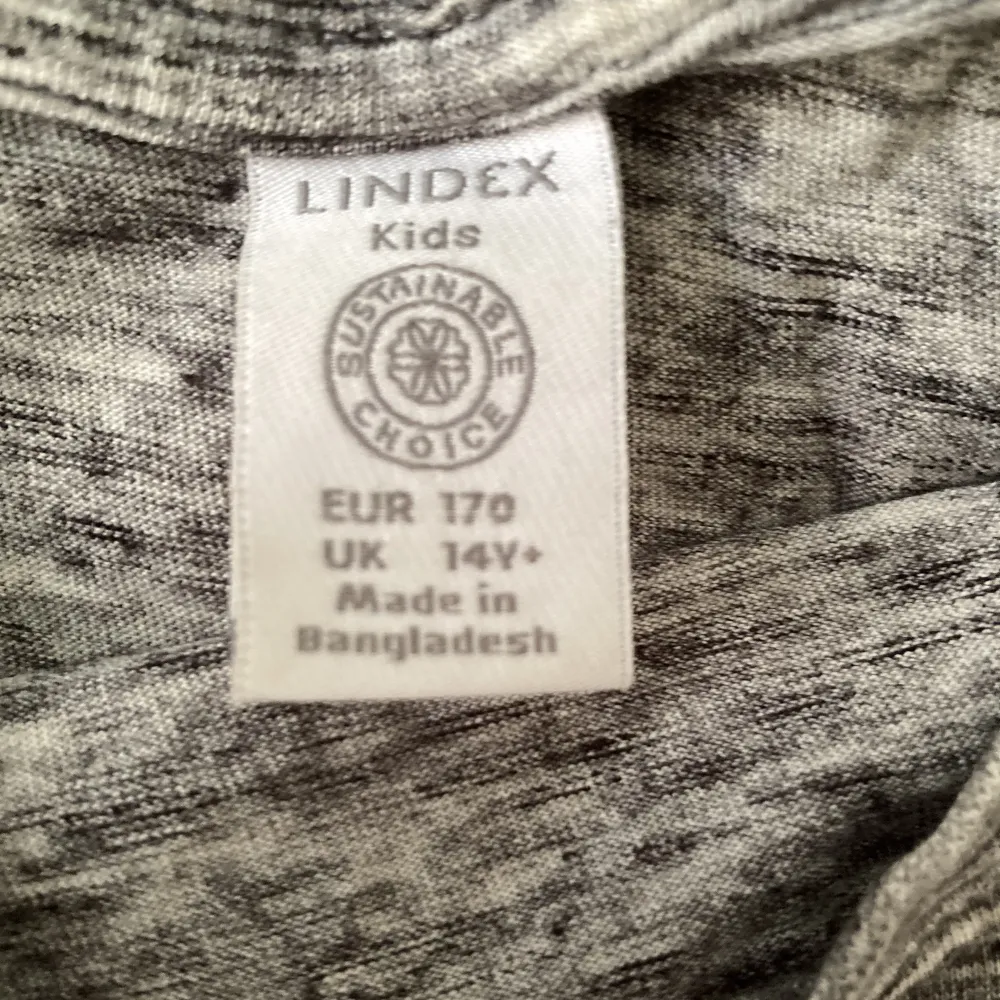 LINDEX
Kids
SUSTAINABLE
CHOICE
EUR 170
UK 14Y+
Made in
Bangladesh